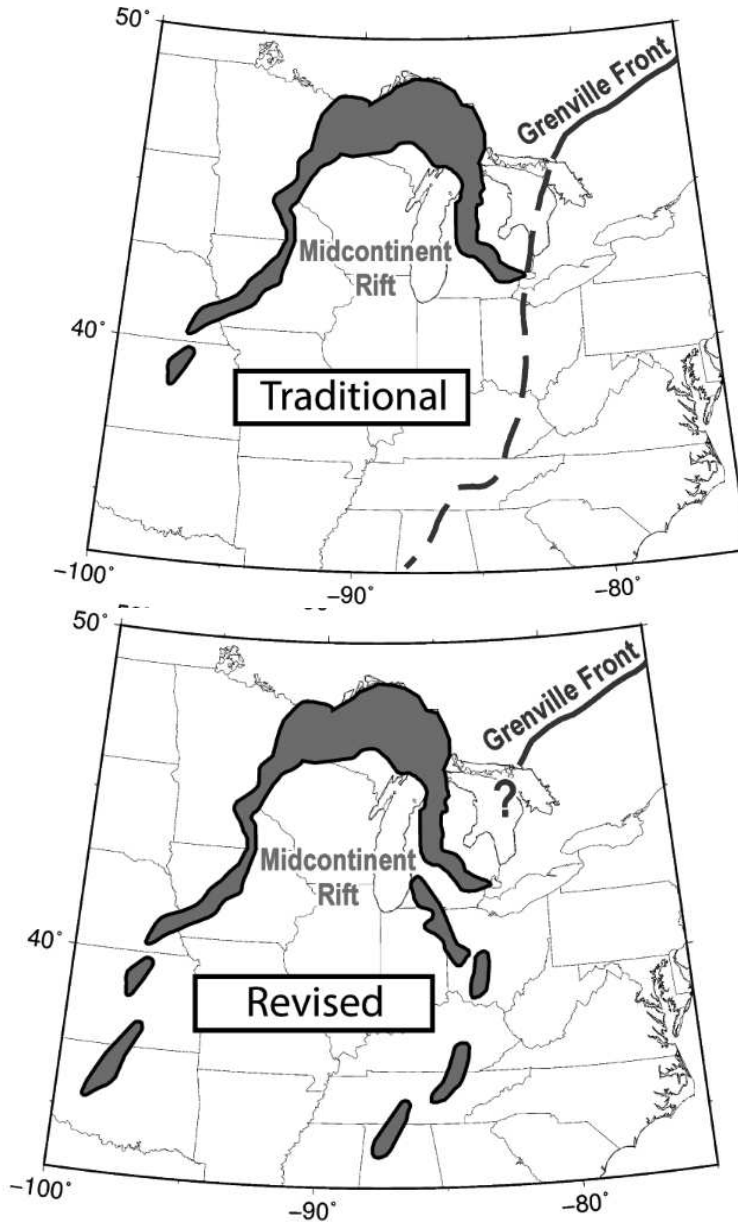 50°
Grenville Front
Midcontinent
Rift
40°
Traditional
−100°
−90°
−80°
50°
Grenville Front
?
Midcontinent
Rift
40°
Revised
−100°
−90°
−80°